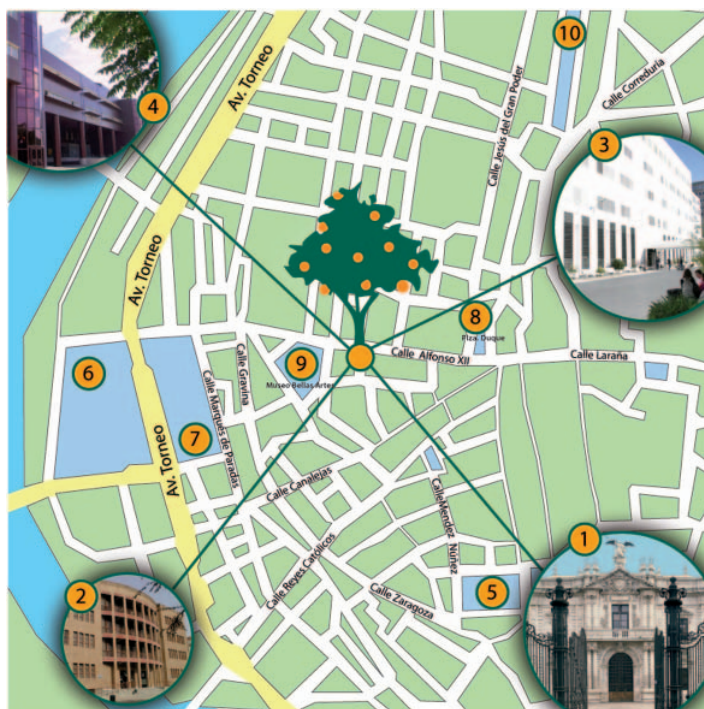 10
Av. Torneo
Calle Jesús del Gran Poder
Calle Correduría
4
3
Av. Torneo
8
Plza. Duque
Calle Alfonso XII
Calle Laraña
6
9
Museo Bellas Artes
Calle Gravina
Calle Marqués de Paradas
7
Av. Torneo
Calle Canalejas
CalleMendez Núñez
Calle Reyes Católicos
1
2
5
Calle Zaragoza